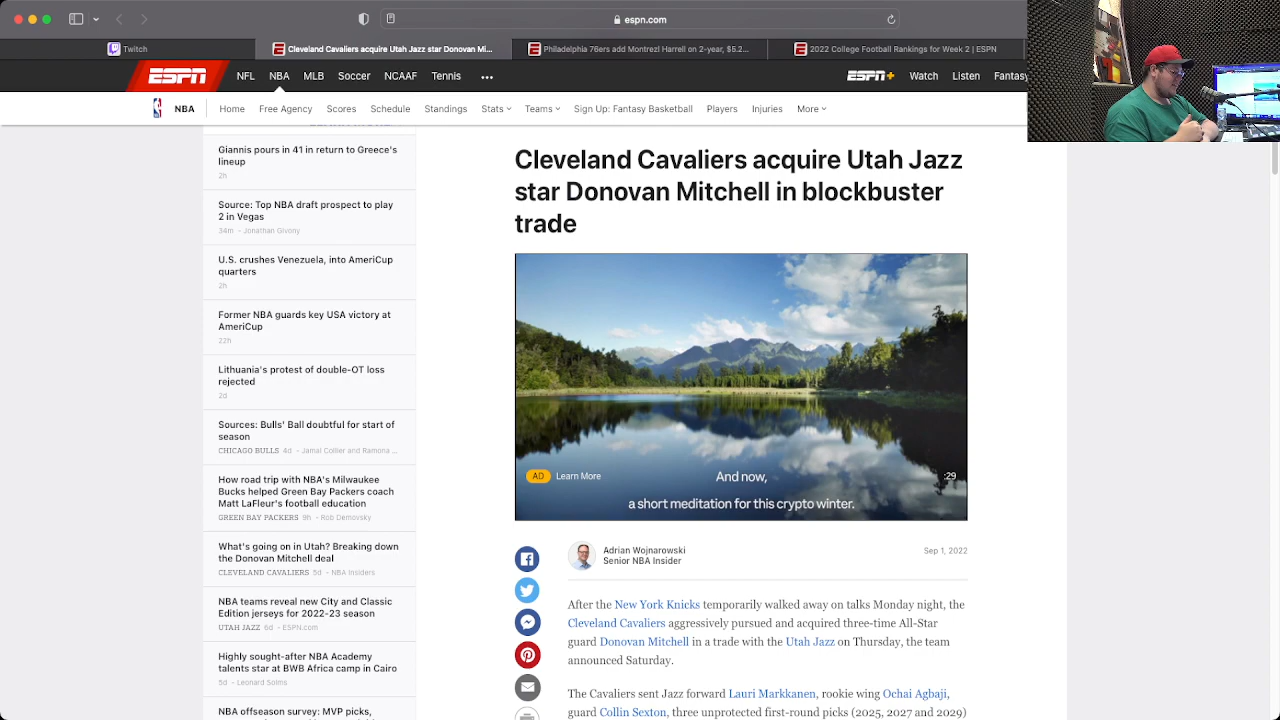 espn.com
Twitch
Cleveland Cavaliers acquire Utah Jazz star Donovan Mi...
Philadelphia 76ers add Montrezl Harrell on 2-year, $5.2...
2022 College Football Rankings for Week 2 | ESPN
ESPN NFL NBA MLB Soccer NCAAF Tennis ... ESPN+ Watch Listen Fantasy
NBA Home Free Agency Scores Schedule Standings Stats Teams Sign Up: Fantasy Basketball Players Injuries More
Giannis pours in 41 in return to Greece's
lineup
2h
Source: Top NBA draft prospect to play
2 in Vegas
34m - Jonathan Givony
U.S. crushes Venezuela, into AmeriCup
quarters
2h
Former NBA guards key USA victory at
AmeriCup
22h
Lithuania's protest of double-OT loss
rejected
2d
Sources: Bulls' Ball doubtful for start of
season
CHICAGO BULLS 4d - Jamal Collier and Ramona ...
How road trip with NBA's Milwaukee
Bucks helped Green Bay Packers coach
Matt LaFleur's football education
GREEN BAY PACKERS 9h - Rob Demovsky
What's going on in Utah? Breaking down
the Donovan Mitchell deal
CLEVELAND CAVALIERS 5d - NBA Insiders
NBA teams reveal new City and Classic
Edition jerseys for 2022-23 season
UTAH JAZZ 6d - ESPN.com
Highly sought-after NBA Academy
talents star at BWB Africa camp in Cairo
5d - Leonard Solms
NBA offseason survey: MVP picks,
Cleveland Cavaliers acquire Utah Jazz
star Donovan Mitchell in blockbuster
trade
AD Learn More
And now,
:29
a short meditation for this crypto winter.
Adrian Wojnarowski
Senior NBA Insider
Sep 1, 2022
After the New York Knicks temporarily walked away on talks Monday night, the
Cleveland Cavaliers aggressively pursued and acquired three-time All-Star
guard Donovan Mitchell in a trade with the Utah Jazz on Thursday, the team
announced Saturday.
The Cavaliers sent Jazz forward Lauri Markkanen, rookie wing Ochai Agbaji,
guard Collin Sexton, three unprotected first-round picks (2025, 2027 and 2029)